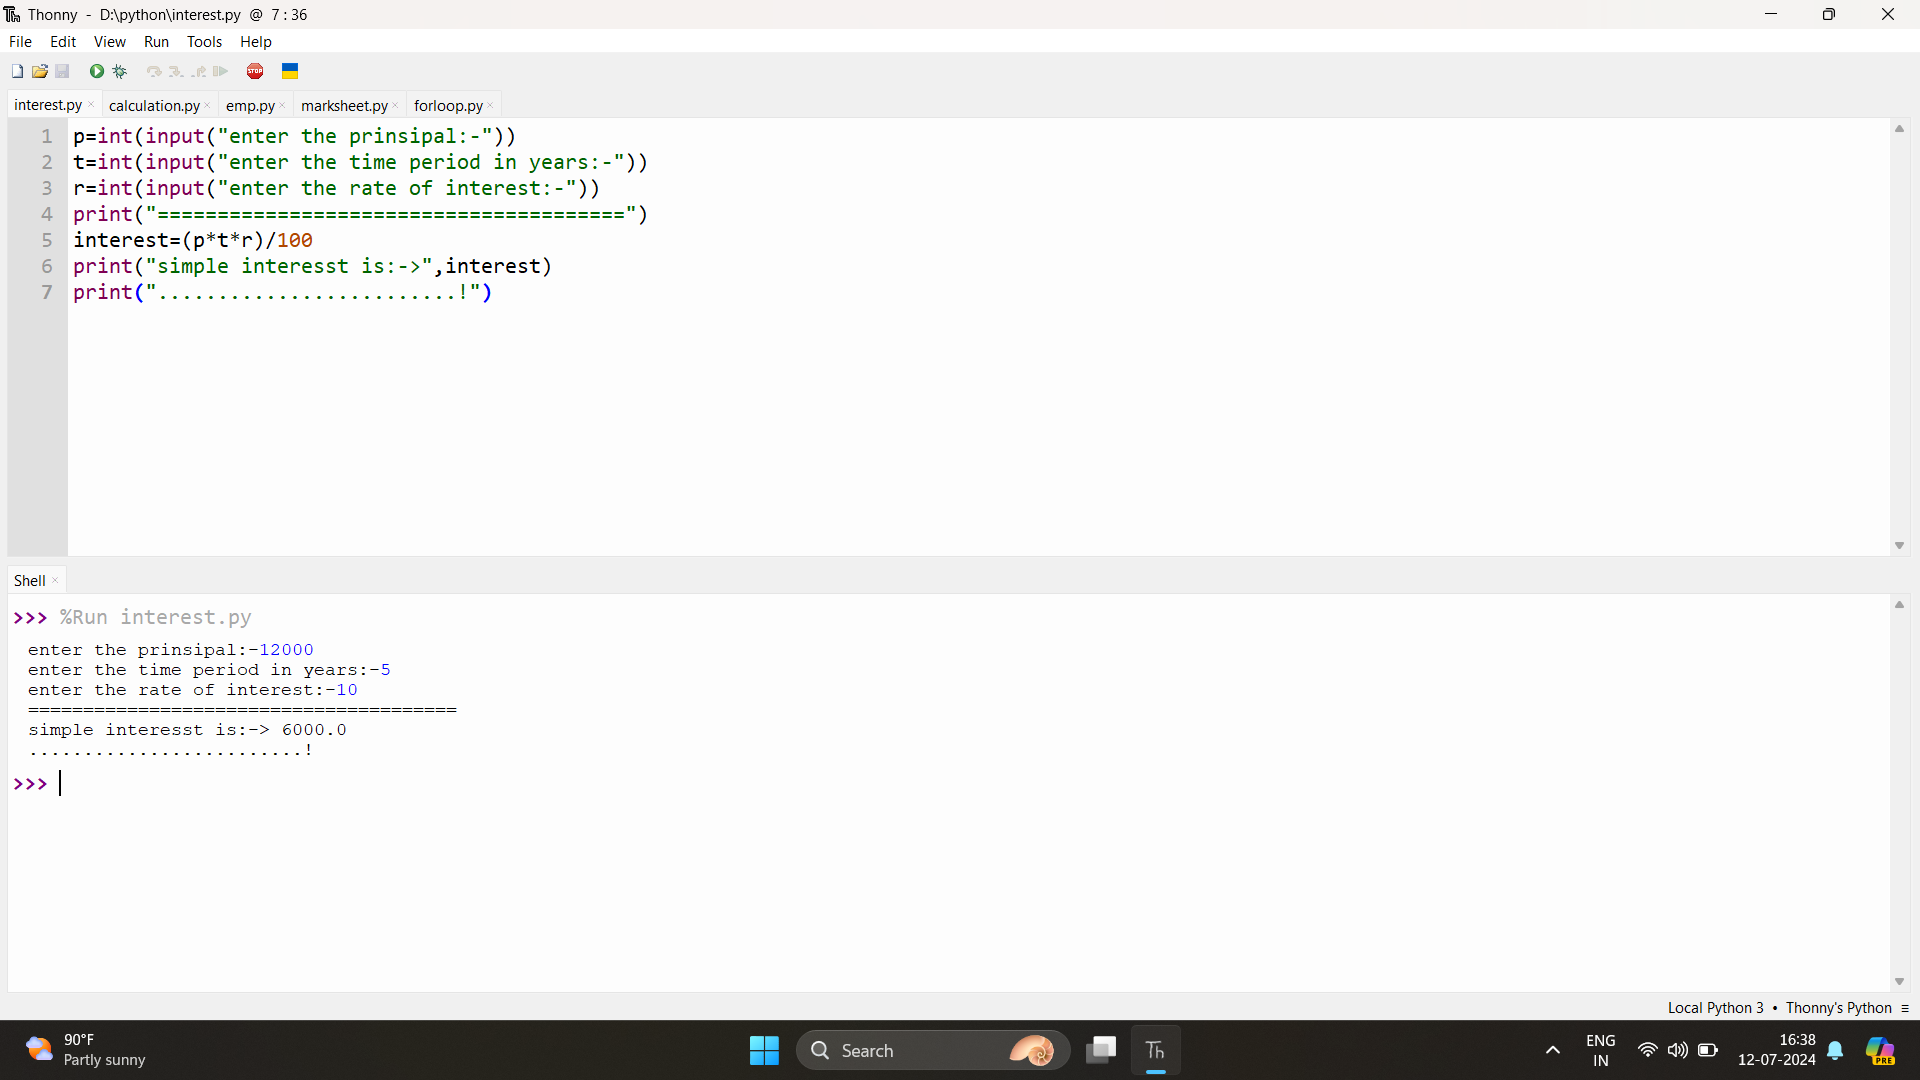 Thonny - D:\python\interest.py @ 7 : 36
File Edit View Run Tools Help
STOP
interest.py calculation.py emp.py marksheet.py forloop.py
1 p=int(input("enter the prinsipal:-"))
2 t=int(input("enter the time period in years:-"))
3 r=int(input("enter the rate of interest:-"))
4 print("=======================================")
5 interest=(p*t*r)/100
6 print("simple interesst is:->",interest)
7 print(".........................!")
Shell
>>> %Run interest.py
enter the prinsipal:-12000
enter the time period in years:-5
enter the rate of interest:-10
=======================================
simple interesst is:-> 6000.0
.........................!
>>>
Local Python 3 • Thonny's Python ≡
90°F
Partly sunny
Search
Th
ENG
IN
16:38
12-07-2024
PRE